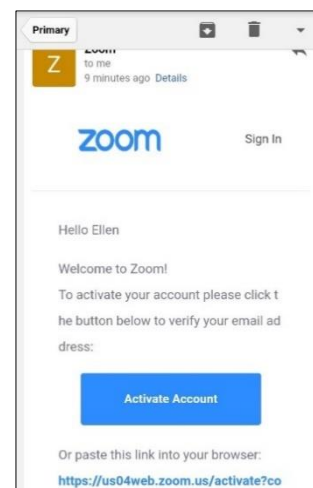 Primary
Zoom
Z
to me
9 minutes ago Details
zoom Sign In
Hello Ellen
Welcome to Zoom!
To activate your account please click t
he button below to verify your email ad
dress:
Activate Account
Or paste this link into your browser:
https://us04web.zoom.us/activate?co